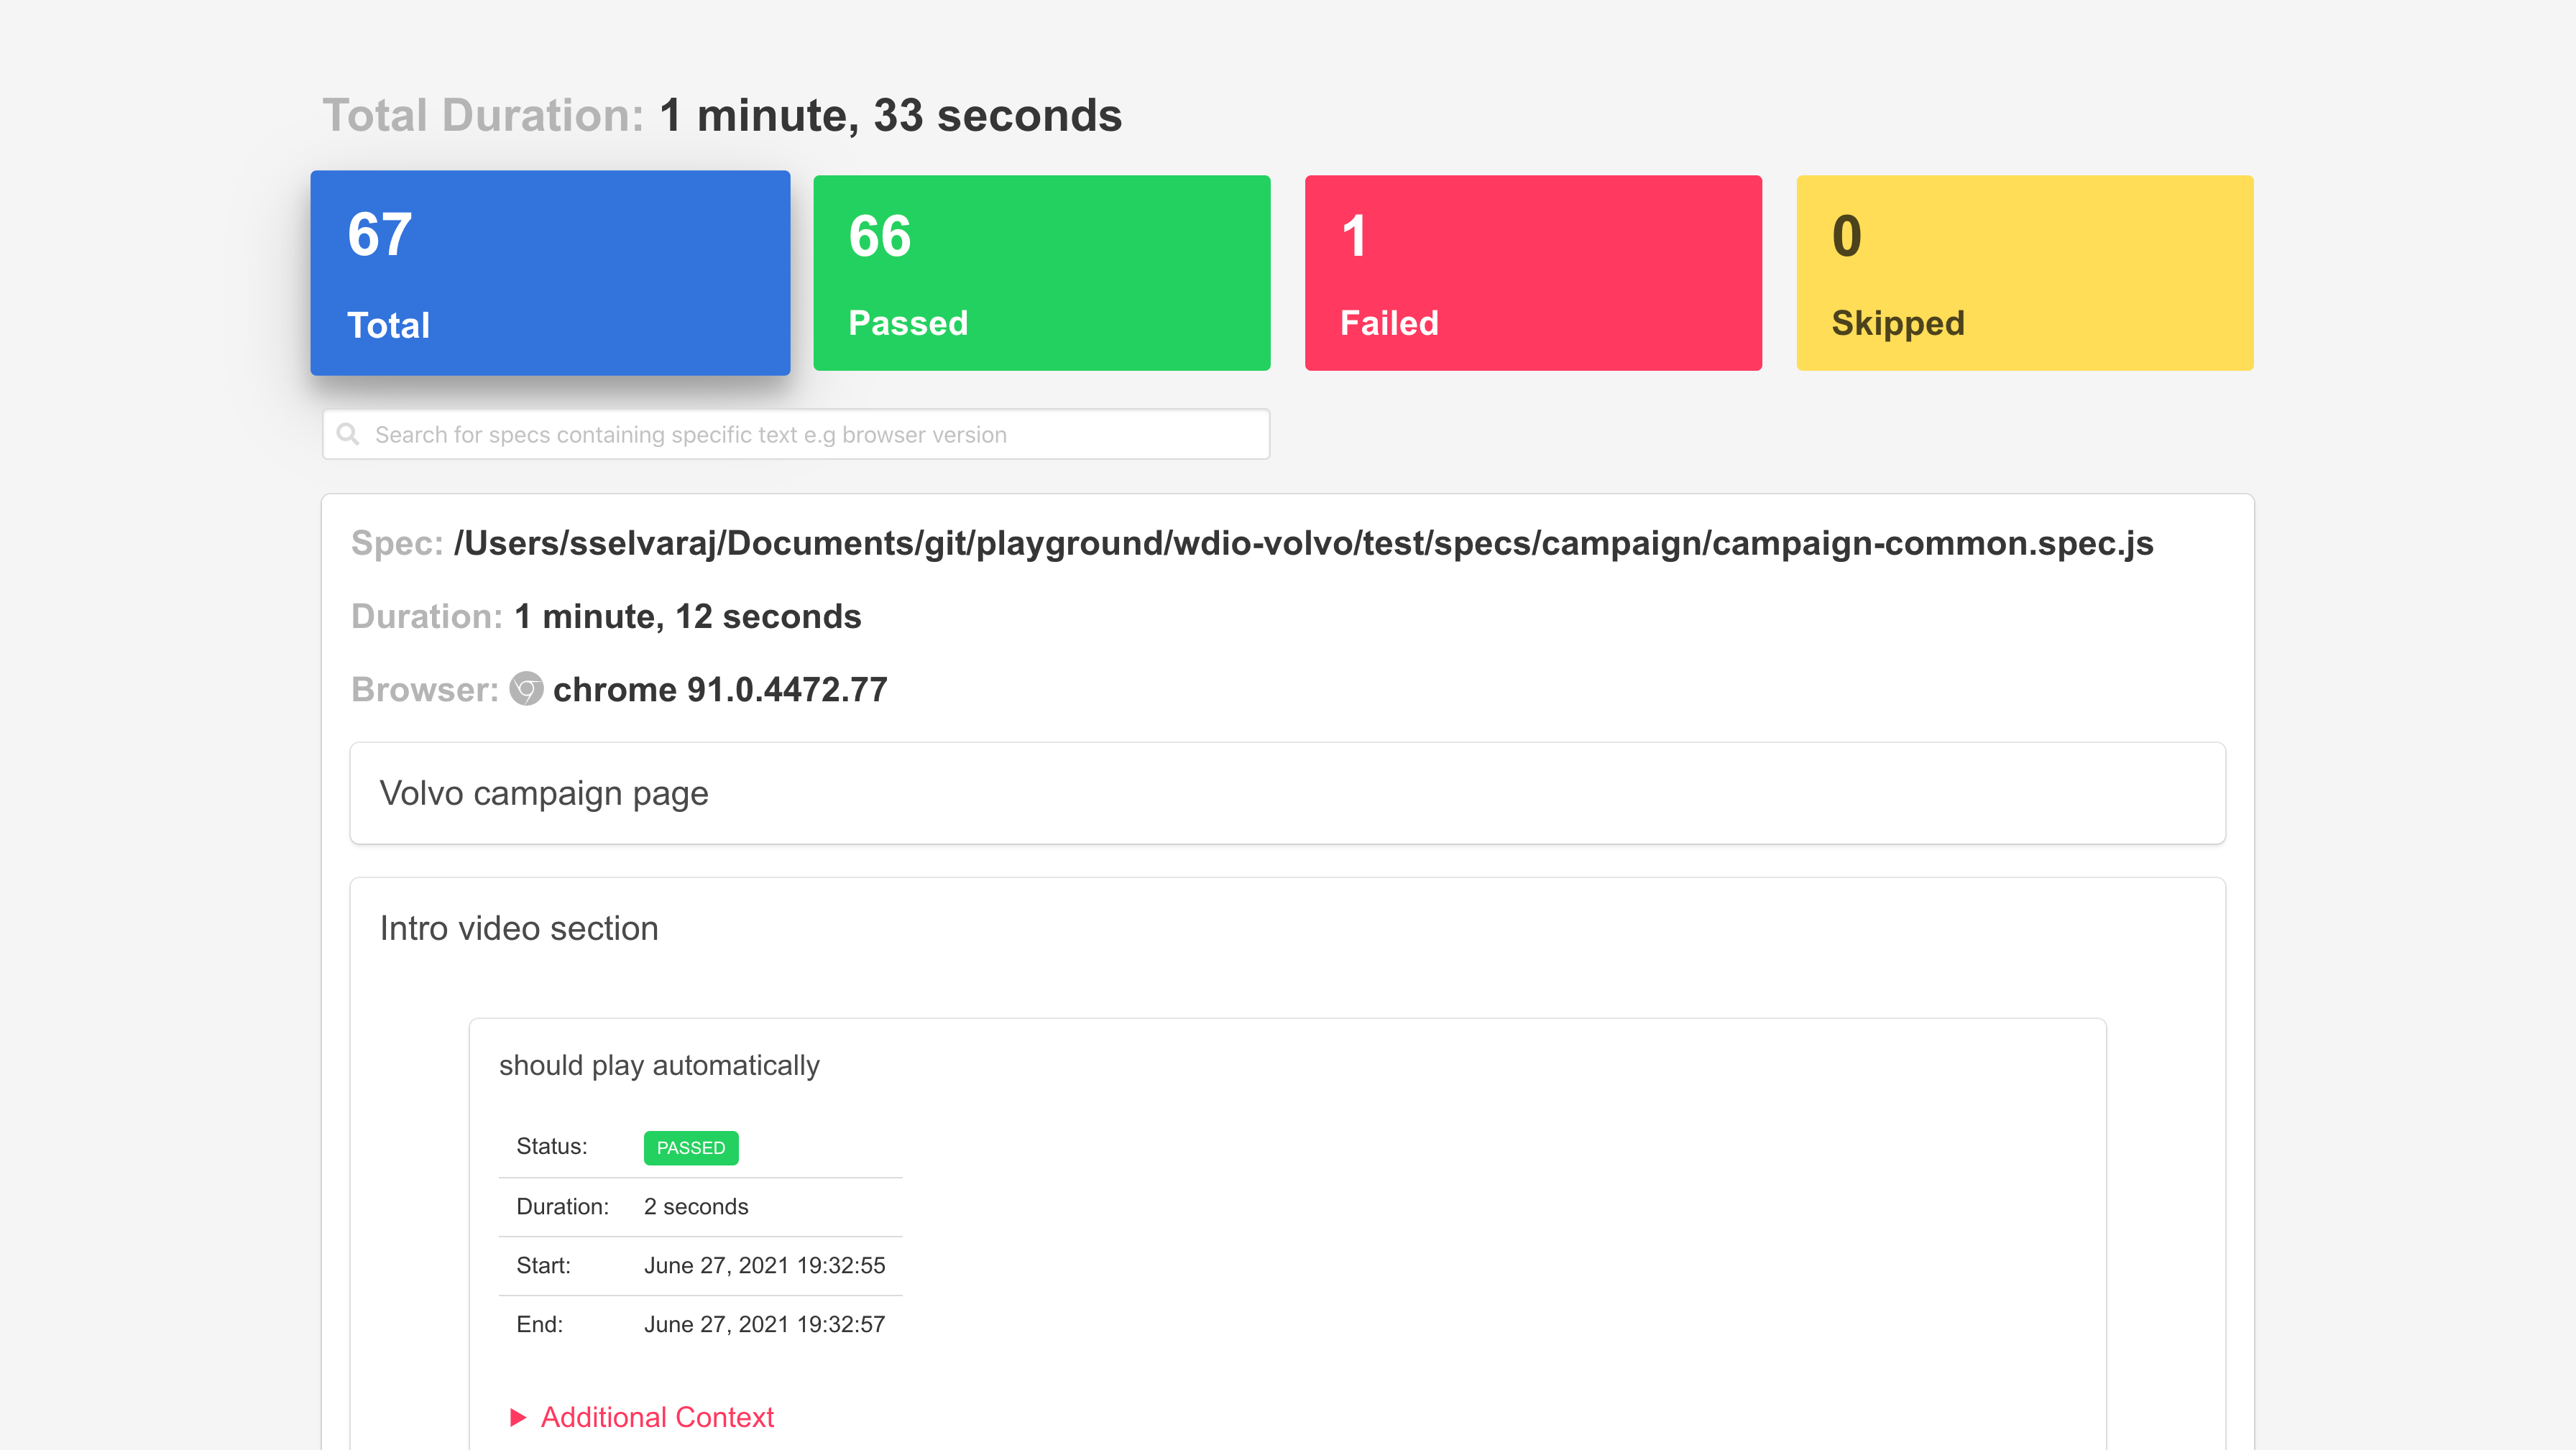 Total Duration: 1 minute, 33 seconds
67
Total
66
Passed
1
Failed
0
Skipped
Search for specs containing specific text e.g browser version
Spec: /Users/sselvaraj/Documents/git/playground/wdio-volvo/test/specs/campaign/campaign-common.spec.js
Duration: 1 minute, 12 seconds
Browser: chrome 91.0.4472.77
Volvo campaign page
Intro video section
should play automatically
Status: PASSED
Duration: 2 seconds
Start: June 27, 2021 19:32:55
End: June 27, 2021 19:32:57
Additional Context